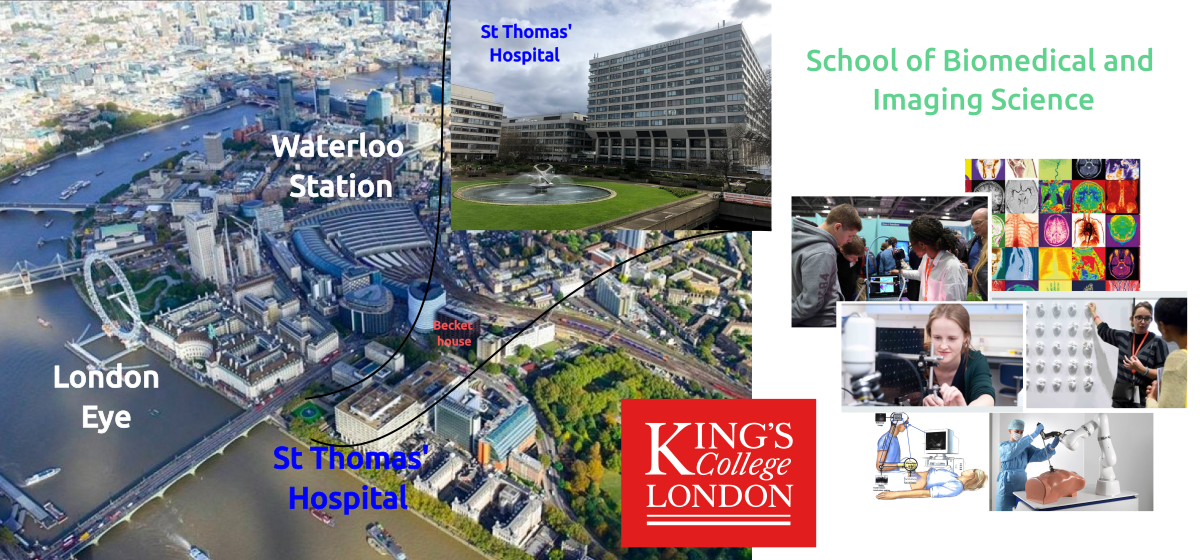 St Thomas'
Hospital
School of Biomedical and
Imaging Science
Waterloo
Station
Becket
house
London
Eye
St Thomas'
Hospital
KING'S
College
LONDON